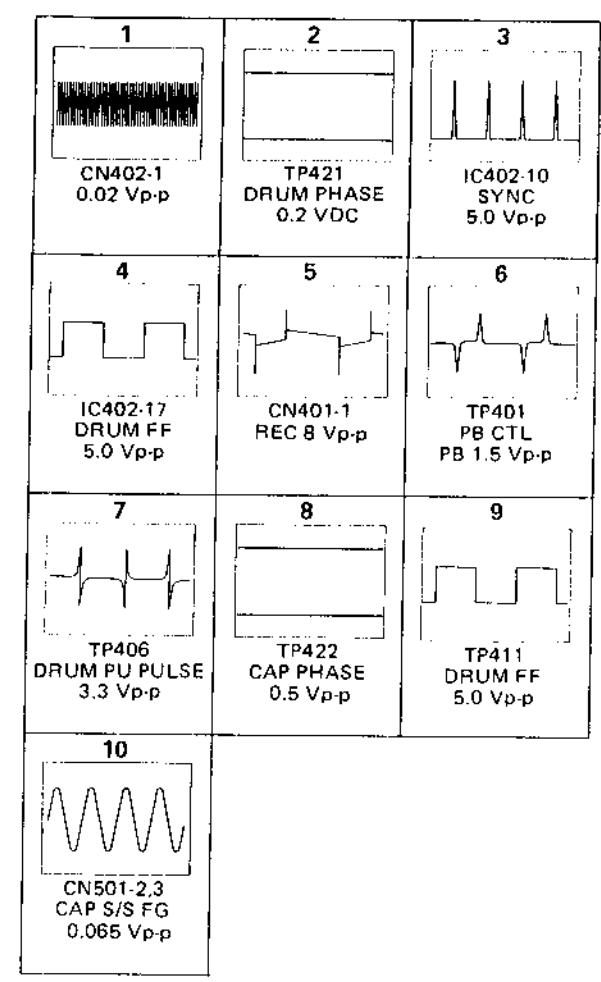 1
CN402-1
0.02 Vp-p
2
TP421
DRUM PHASE
0.2 VDC
3
IC402-10
SYNC
5.0 Vp-p
4
IC402-17
DRUM FF
5.0 Vp-p
5
CN401-1
REC 8 Vp-p
6
TP401
PB CTL
PB 1.5 Vp-p
7
TP406
DRUM PU PULSE
3.3 Vp-p
8
TP422
CAP PHASE
0.5 Vp-p
9
TP411
DRUM FF
5.0 Vp-p
10
CN501-2,3
CAP S/S FG
0.065 Vp-p